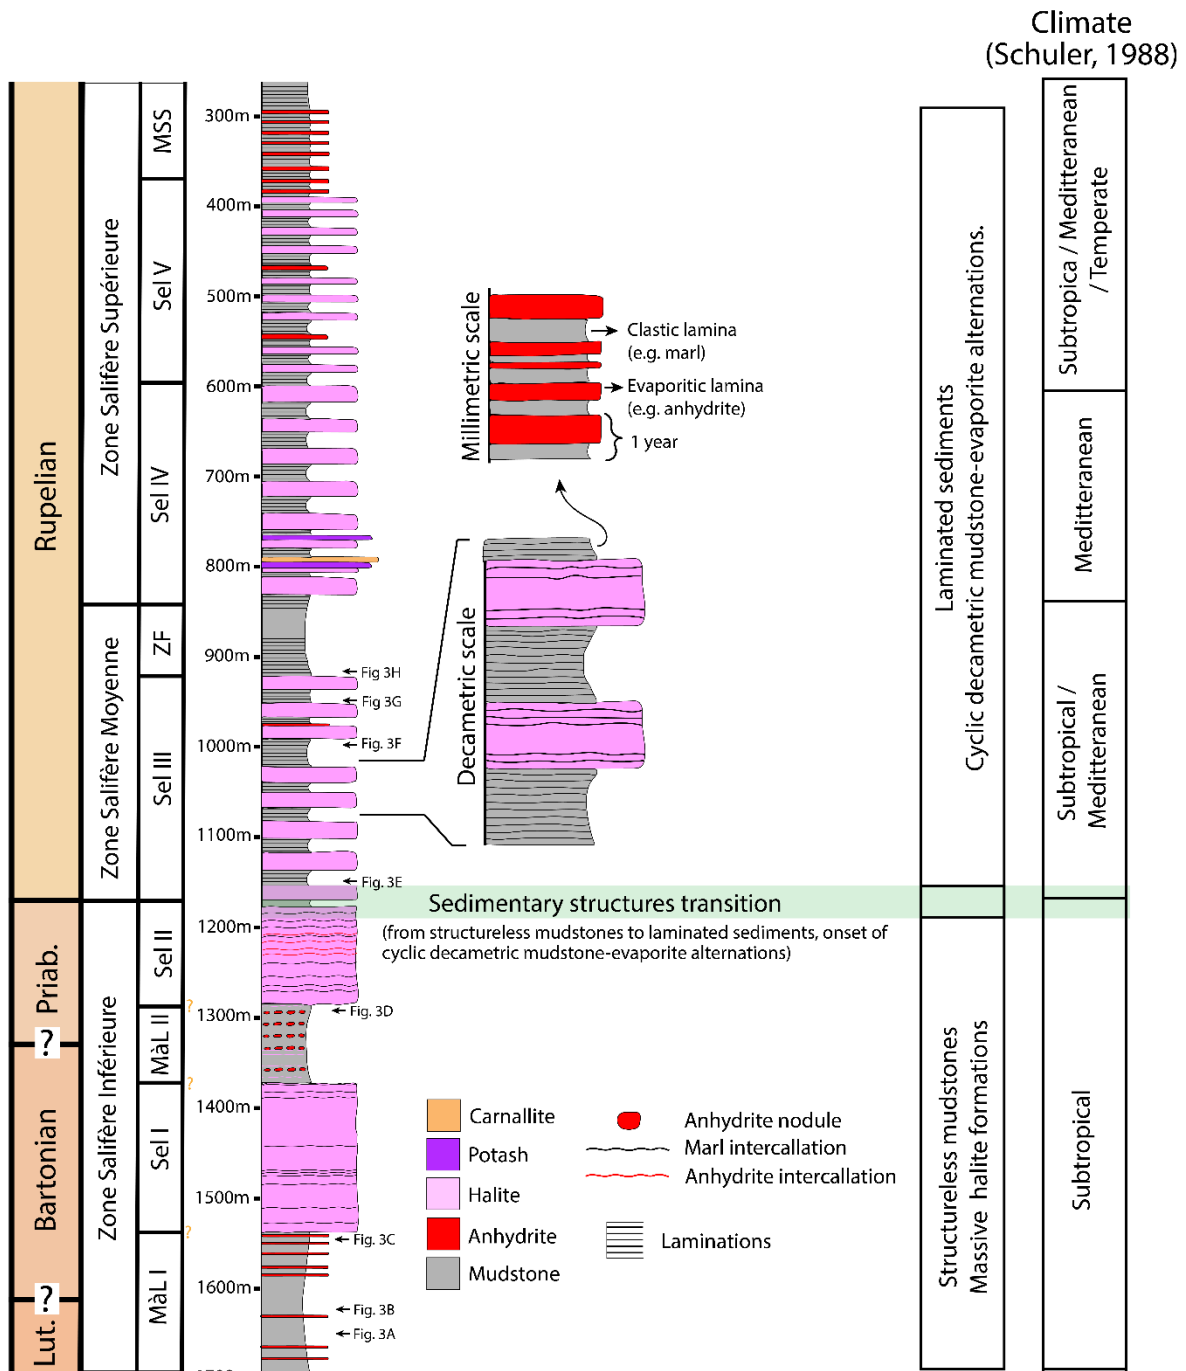 Climate
(Schuler, 1988)
Rupelian
Priab.
?
Bartonian
?
Lut.
Zone Salifère Supérieure
Zone Salifère Moyenne
Zone Salifère Inférieure
MSS
Sel V
Sel IV
ZF
Sel III
Sel II
MàL II
Sel I
MàL I
?
?
?
300m
400m
500m
600m
700m
800m
900m
1000m
1100m
1200m
1300m
1400m
1500m
1600m
Fig 3H
Fig 3G
Fig. 3F
Fig. 3E
Fig. 3D
Fig. 3C
Fig. 3B
Fig. 3A
Millimetric scale
Clastic lamina
(e.g. marl)
Evaporitic lamina
(e.g. anhydrite)
1 year
Decametric scale
Sedimentary structures transition
(from structureless mudstones to laminated sediments, onset of
cyclic decametric mudstone-evaporite alternations)
Carnallite
Potash
Halite
Anhydrite
Mudstone
Anhydrite nodule
Marl intercallation
Anhydrite intercallation
Laminations
Laminated sediments
Cyclic decametric mudstone-evaporite alternations.
Structureless mudstones
Massive halite formations
Subtropica / Meditteranean
/ Temperate
Meditteranean
Subtropical /
Meditteranean
Subtropical